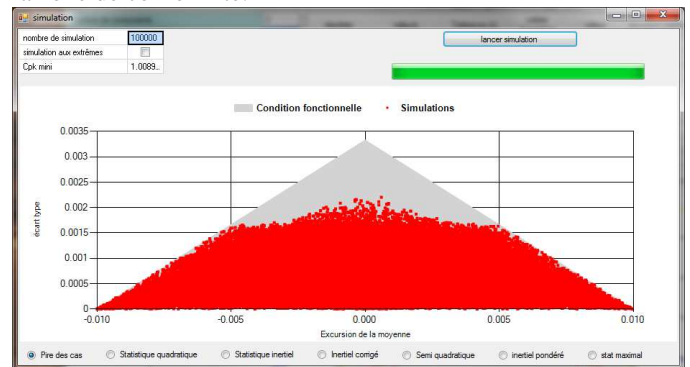 simulation
nombre de simulation 100000
lancer simulation
simulation aux extrêmes
Cpk mini 1.0089...
Condition fonctionnelle Simulations
0.0035
0.003
0.0025
0.002
0.0015
0.001
0.0005
0
écart type
-0.010 -0.005 0.000 0.005 0.010
Excursion de la moyenne
Pire des cas Statistique quadratique Statistique inertiel Inertiel corrigé Semi quadratique inertiel pondéré stat maximal